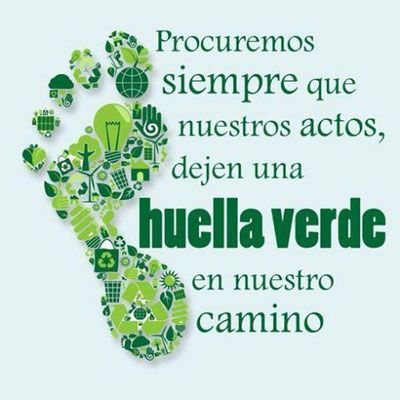 Procuremos
siempre que
nuestros actos,
dejen una
huella verde
en nuestro
camino